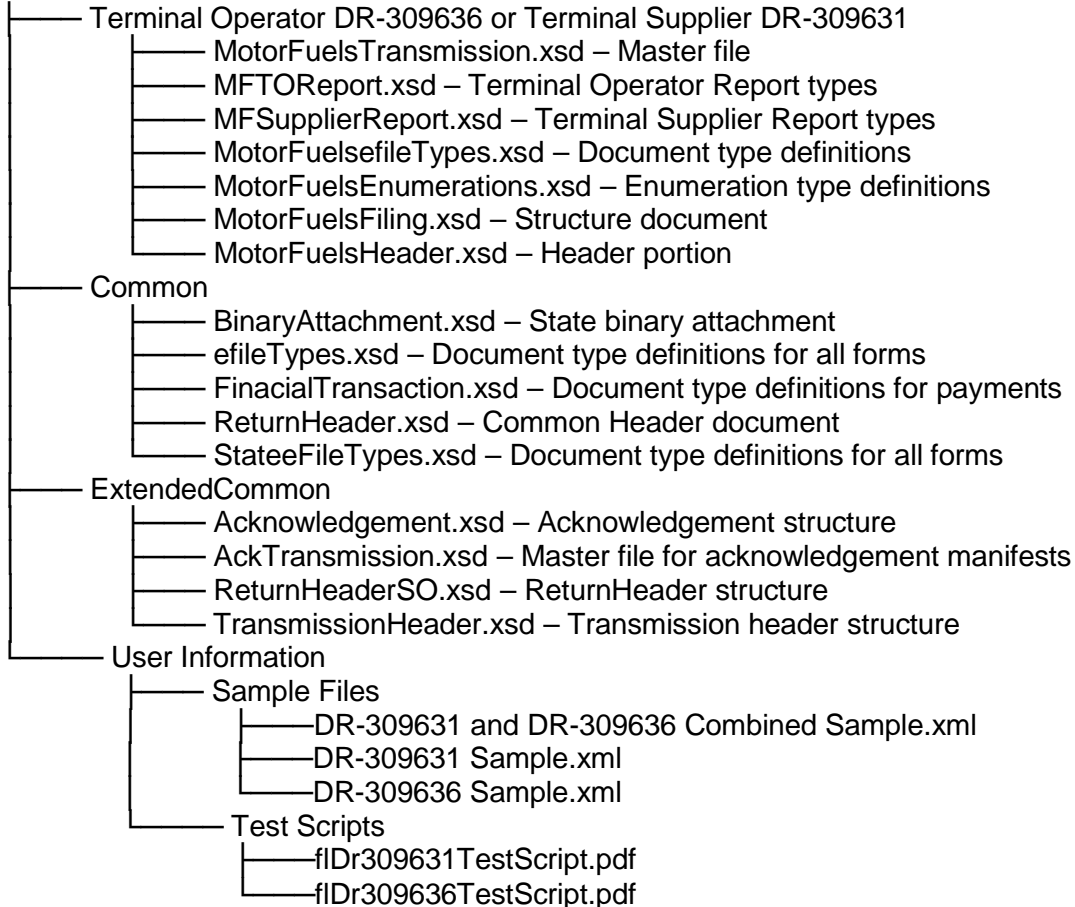 Terminal Operator DR-309636 or Terminal Supplier DR-309631
MotorFuelsTransmission.xsd – Master file
MFTOReport.xsd – Terminal Operator Report types
MFSupplierReport.xsd – Terminal Supplier Report types
MotorFuelsefileTypes.xsd – Document type definitions
MotorFuelsEnumerations.xsd – Enumeration type definitions
MotorFuelsFiling.xsd – Structure document
MotorFuelsHeader.xsd – Header portion
Common
BinaryAttachment.xsd – State binary attachment
efileTypes.xsd – Document type definitions for all forms
FinacialTransaction.xsd – Document type definitions for payments
ReturnHeader.xsd – Common Header document
StateeFileTypes.xsd – Document type definitions for all forms
ExtendedCommon
Acknowledgement.xsd – Acknowledgement structure
AckTransmission.xsd – Master file for acknowledgement manifests
ReturnHeaderSO.xsd – ReturnHeader structure
TransmissionHeader.xsd – Transmission header structure
User Information
Sample Files
DR-309631 and DR-309636 Combined Sample.xml
DR-309631 Sample.xml
DR-309636 Sample.xml
Test Scripts
flDr309631TestScript.pdf
flDr309636TestScript.pdf